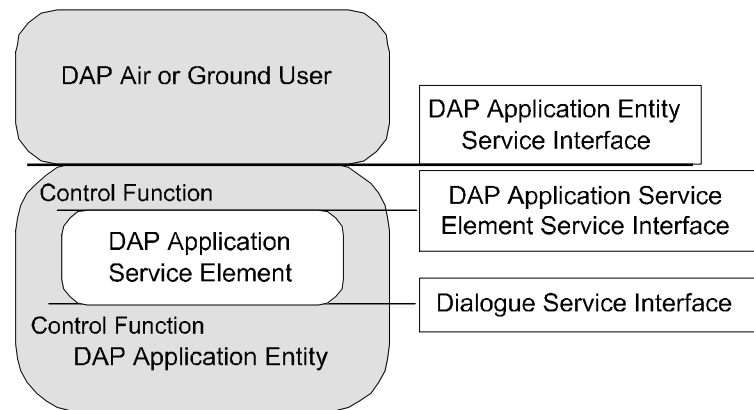 DAP Air or Ground User
DAP Application Entity
Service Interface
Control Function
DAP Application Service
Element Service Interface
DAP Application
Service Element
Dialogue Service Interface
Control Function
DAP Application Entity